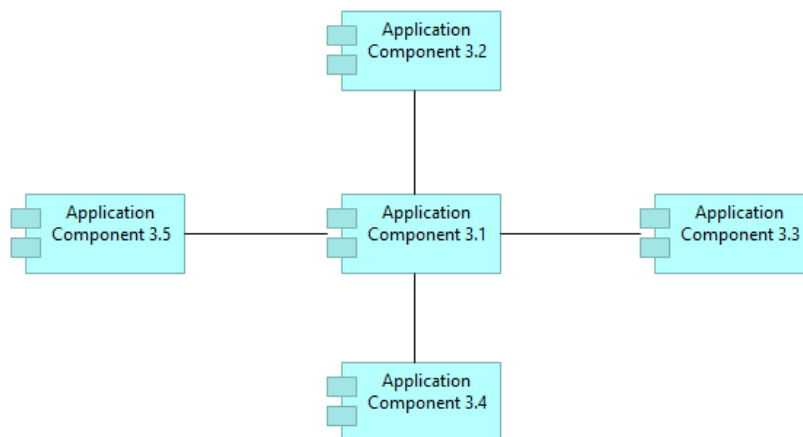 Application
Component 3.2
Application
Component 3.5
Application
Component 3.1
Application
Component 3.3
Application
Component 3.4